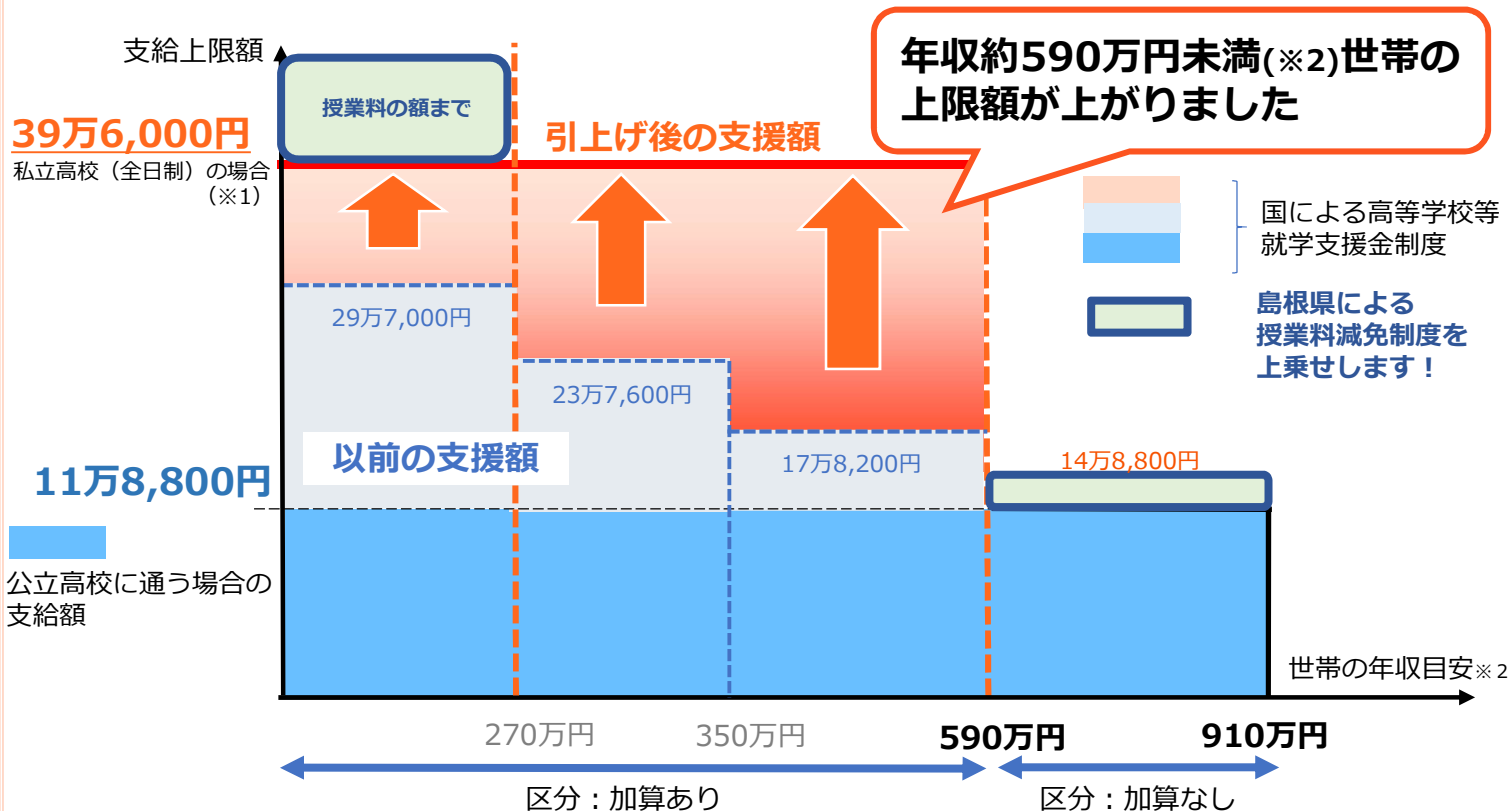 支給上限額
年収約590万円未満(※2)世帯の
上限額が上がりました
授業料の額まで
39万6,000円
私立高校（全日制）の場合
（※1）
引上げ後の支援額
国による高等学校等
就学支援金制度
29万7,000円
島根県による
授業料減免制度を
上乗せします！
23万7,600円
以前の支援額
17万8,200円
14万8,800円
11万8,800円
公立高校に通う場合の
支給額
世帯の年収目安※2
270万円
350万円
590万円
910万円
区分：加算あり
区分：加算なし